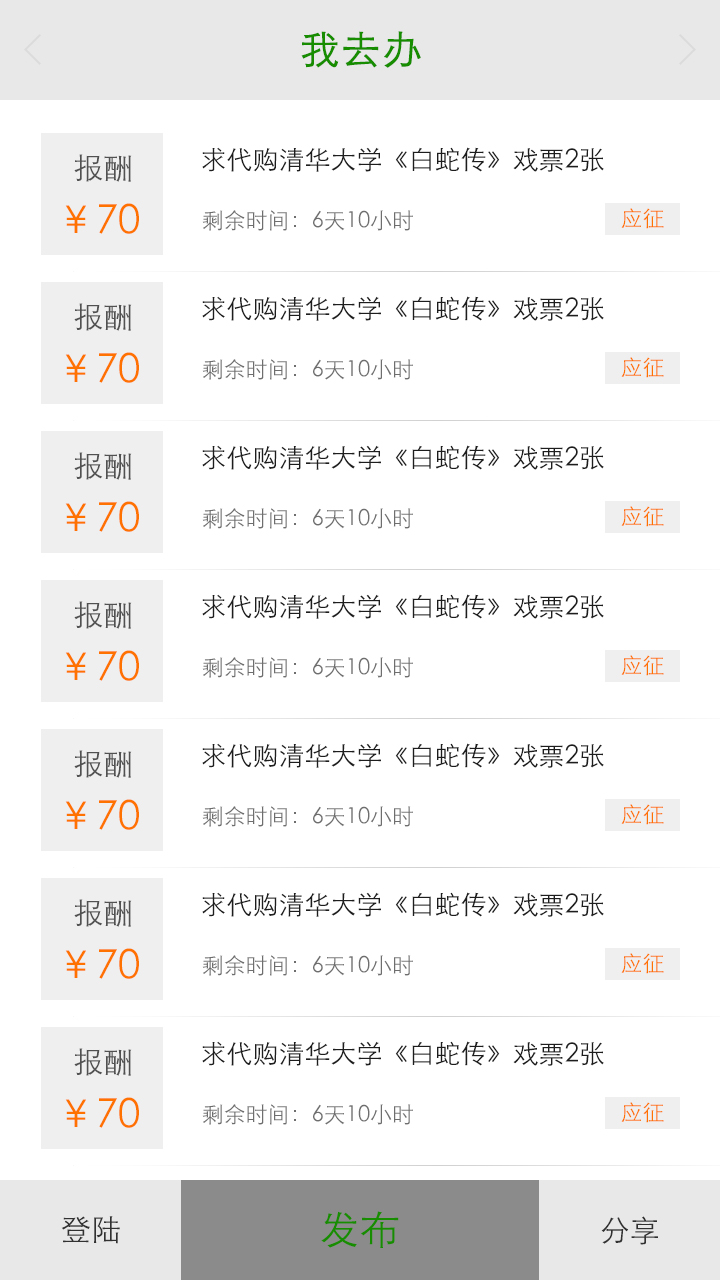 我去办
报酬
¥ 70
求代购清华大学《白蛇传》戏票2张
剩余时间：6天10小时
应征
报酬
¥ 70
求代购清华大学《白蛇传》戏票2张
剩余时间：6天10小时
应征
报酬
¥ 70
求代购清华大学《白蛇传》戏票2张
剩余时间：6天10小时
应征
报酬
¥ 70
求代购清华大学《白蛇传》戏票2张
剩余时间：6天10小时
应征
报酬
¥ 70
求代购清华大学《白蛇传》戏票2张
剩余时间：6天10小时
应征
报酬
¥ 70
求代购清华大学《白蛇传》戏票2张
剩余时间：6天10小时
应征
报酬
¥ 70
求代购清华大学《白蛇传》戏票2张
剩余时间：6天10小时
应征
登陆
发布
分享